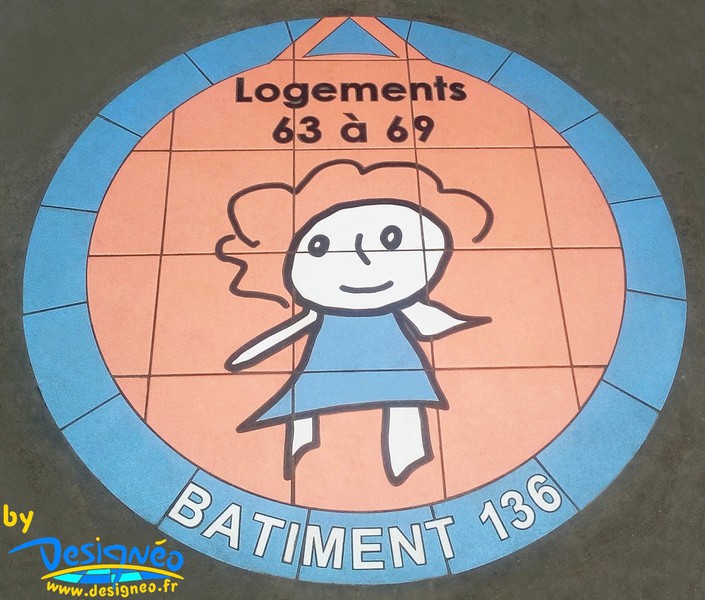 Logements
63 à 69
BATIMENT 136
by
Designéo
www.designeo.fr